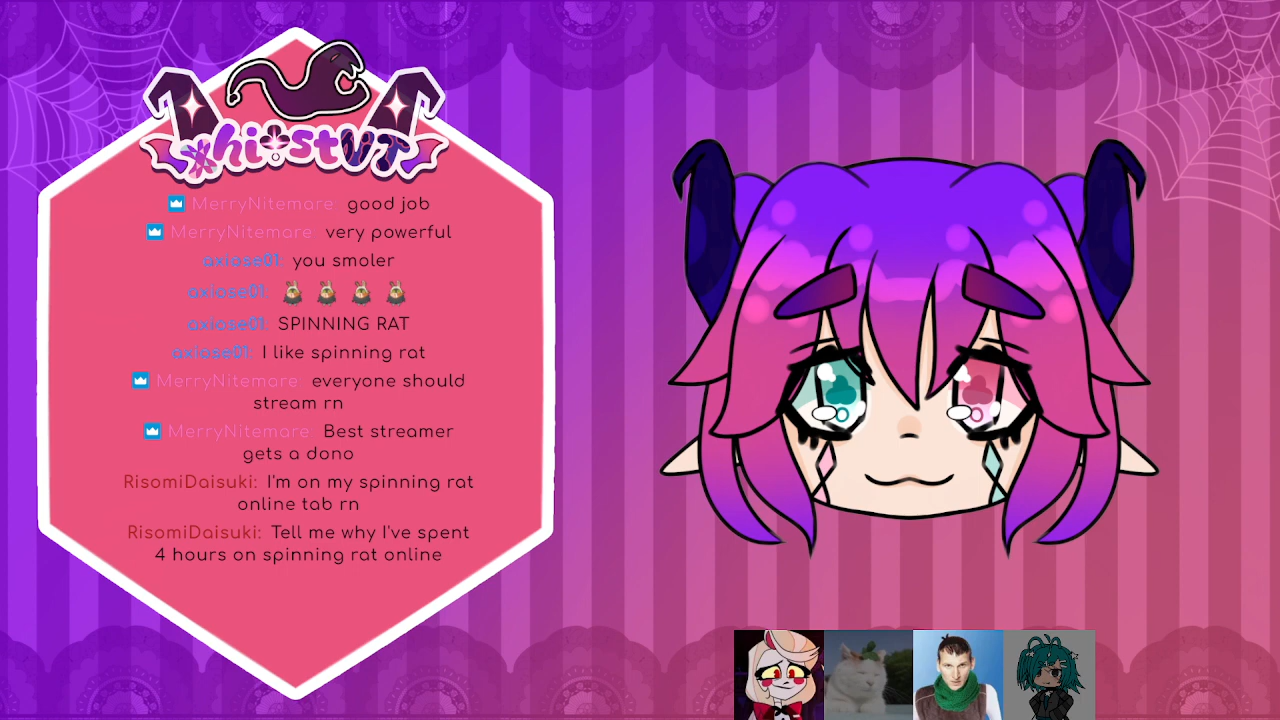 WhiostVT
MerryNitemare: good job
MerryNitemare: very powerful
axiose01: you smoler
axiose01:
axiose01: SPINNING RAT
axiose01: I like spinning rat
MerryNitemare: everyone should
stream rn
MerryNitemare: Best streamer
gets a dono
RisomiDaisuki: I'm on my spinning rat
online tab rn
RisomiDaisuki: Tell me why I've spent
4 hours on spinning rat online